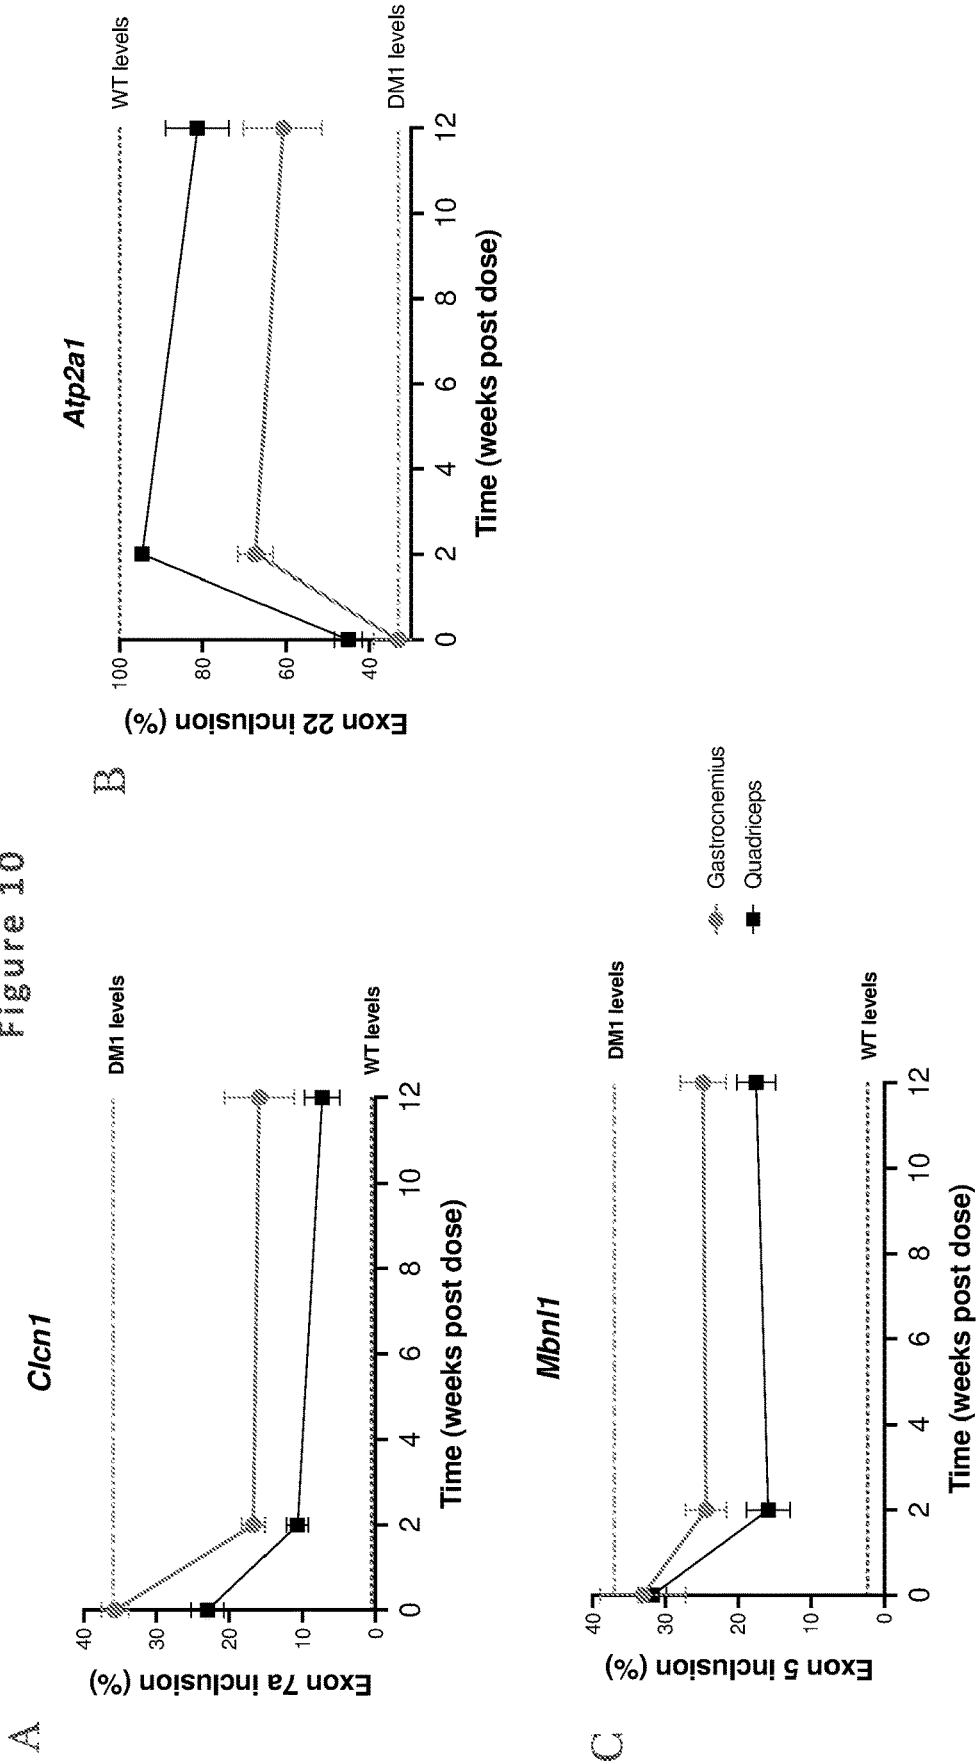 Figure 10
A
Clcn1
Exon 7a inclusion (%)
40
30
20
10
0
DM1 levels
WT levels
0 2 4 6 8 10 12
Time (weeks post dose)
B
Atp2a1
Exon 22 inclusion (%)
100
80
60
40
WT levels
DM1 levels
0 2 4 6 8 10 12
Time (weeks post dose)
C
Mbnl1
Exon 5 inclusion (%)
40
30
20
10
0
DM1 levels
WT levels
0 2 4 6 8 10 12
Time (weeks post dose)
Gastrocnemius
Quadriceps